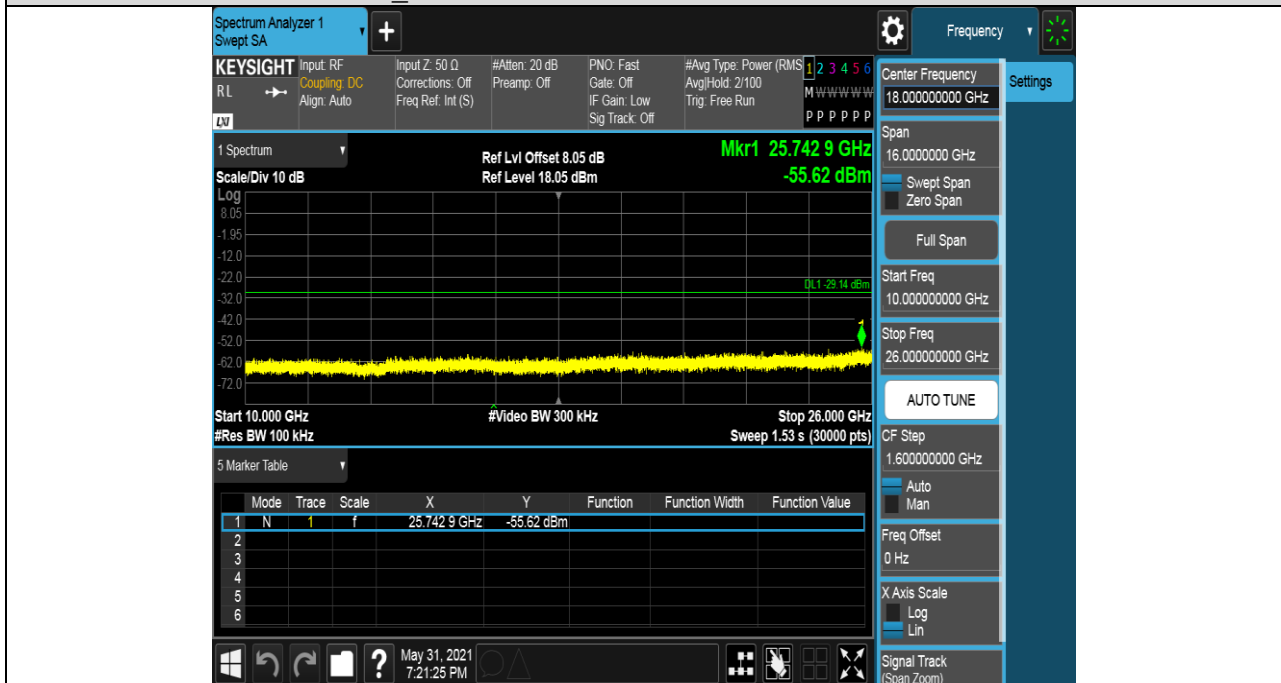 Spectrum Analyzer 1
Swept SA
+
Frequency
KEYSIGHT
RL
LXI
Input: RF
Coupling: DC
Align: Auto
Input Z: 50 Ω
Corrections: Off
Freq Ref: Int (S)
#Atten: 20 dB
Preamp: Off
PNO: Fast
Gate: Off
IF Gain: Low
Sig Track: Off
#Avg Type: Power (RMS
Avg|Hold: 2/100
Trig: Free Run
1 2 3 4 5 6
M W W W W W
P P P P P P
1 Spectrum
Scale/Div 10 dB
Ref Lvl Offset 8.05 dB
Ref Level 18.05 dBm
Mkr1 25.742 9 GHz
-55.62 dBm
Log
8.05
-1.95
-12.0
-22.0
-32.0
-42.0
-52.0
-62.0
-72.0
DL1 -29.14 dBm
1
Start 10.000 GHz
#Video BW 300 kHz
Stop 26.000 GHz
#Res BW 100 kHz
Sweep 1.53 s (30000 pts)
5 Marker Table
Mode Trace Scale X Y Function Function Width Function Value
1 N 1 f 25.742 9 GHz -55.62 dBm
2
3
4
5
6
?
May 31, 2021
7:21:25 PM
Center Frequency
18.000000000 GHz
Settings
Span
16.0000000 GHz
Swept Span
Zero Span
Full Span
Start Freq
10.000000000 GHz
Stop Freq
26.000000000 GHz
AUTO TUNE
CF Step
1.600000000 GHz
Auto
Man
Freq Offset
0 Hz
X Axis Scale
Log
Lin
Signal Track
(Span Zoom)